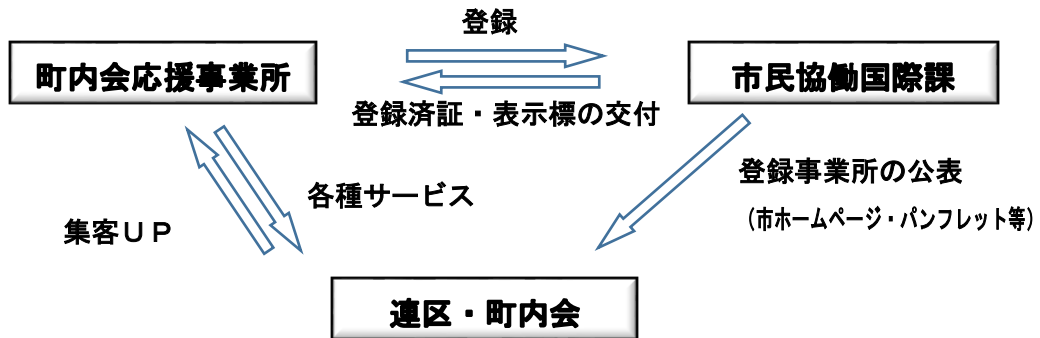 登録
町内会応援事業所
市民協働国際課
登録済証・表示標の交付
登録事業所の公表
(市ホームページ・パンフレット等)
各種サービス
集客UP
連区・町内会